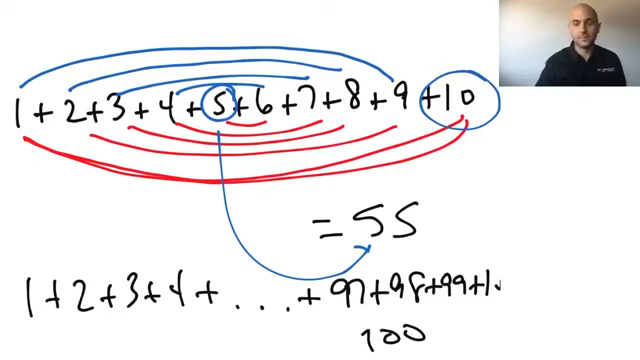 1 + 2 + 3 + 4 + 5 + 6 + 7 + 8 + 9 + 10
= 55
1 + 2 + 3 + 4 + . . . . + 97 + 98 + 99 + 1
100